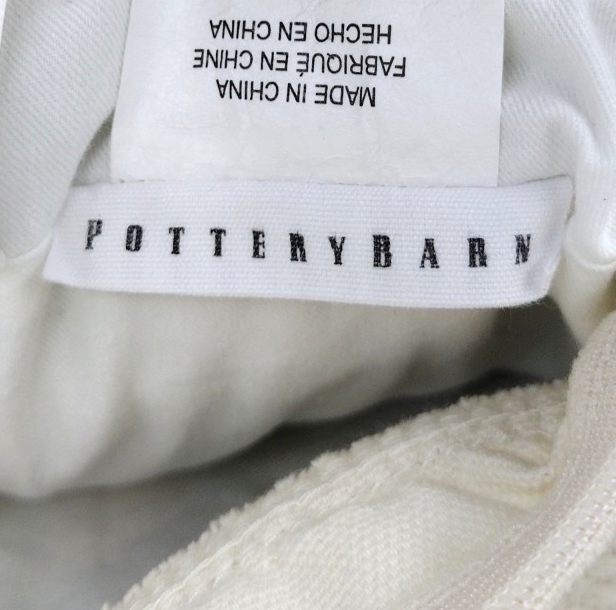 MADE IN CHINA
FABRIQUÉ EN CHINE
HECHO EN CHINA
POTTERYBARN